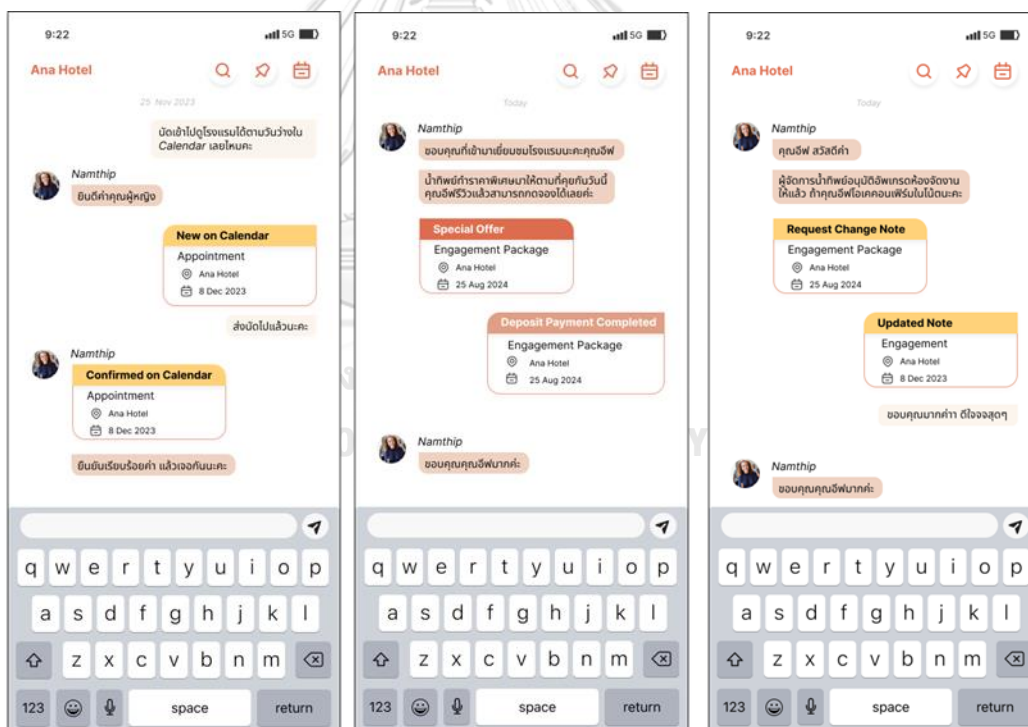 9:22
5G
Ana Hotel
25 Nov 2023
นัดเข้าไปดูโรงแรมได้ตามวันว่างใน
Calendar เลยไหมคะ
Namthip
ยินดีค่ำคุณผู้หญิง
New on Calendar
Appointment
Ana Hotel
8 Dec 2023
ส่งนัดไปแล้วนะคะ
Namthip
Confirmed on Calendar
Appointment
Ana Hotel
8 Dec 2023
ยืนยันเรียบร้อยค่ำ แล้วเจอกันนะคะ
q w e r t y u i o p
a s d f g h j k l
z x c v b n m
123 space return
9:22
5G
Ana Hotel
Today
Namthip
ขอบคุณที่เข้ามาเยี่ยมชมโรงแรมนะคะคุณอีฟ
น้ำทิพย์ทำราคาพิเศษมาให้ตามที่คุยกันวันนี้
คุณอีฟรีวิวแล้วสามารถกดจองได้เลยค่ะ
Special Offer
Engagement Package
Ana Hotel
25 Aug 2024
Deposit Payment Completed
Engagement Package
Ana Hotel
25 Aug 2024
Namthip
ขอบคุณคุณอีฟมากค่ะ
q w e r t y u i o p
a s d f g h j k l
z x c v b n m
123 space return
9:22
5G
Ana Hotel
Today
Namthip
คุณอีฟ สวัสดีค่ำ
ผู้จัดการน้ำทิพย์อนุมัติอัพเกรดห้องจัดงาน
ให้แล้ว ถ้าคุณอีฟโอเคคอนเฟิร์มในโน้ตนะคะ
Request Change Note
Engagement Package
Ana Hotel
25 Aug 2024
Updated Note
Engagement
Ana Hotel
8 Dec 2023
ขอบคุณมากค่ำา ดีใจจจสุดๆ
Namthip
ขอบคุณคุณอีฟมากค่ะ
q w e r t y u i o p
a s d f g h j k l
z x c v b n m
123 space return